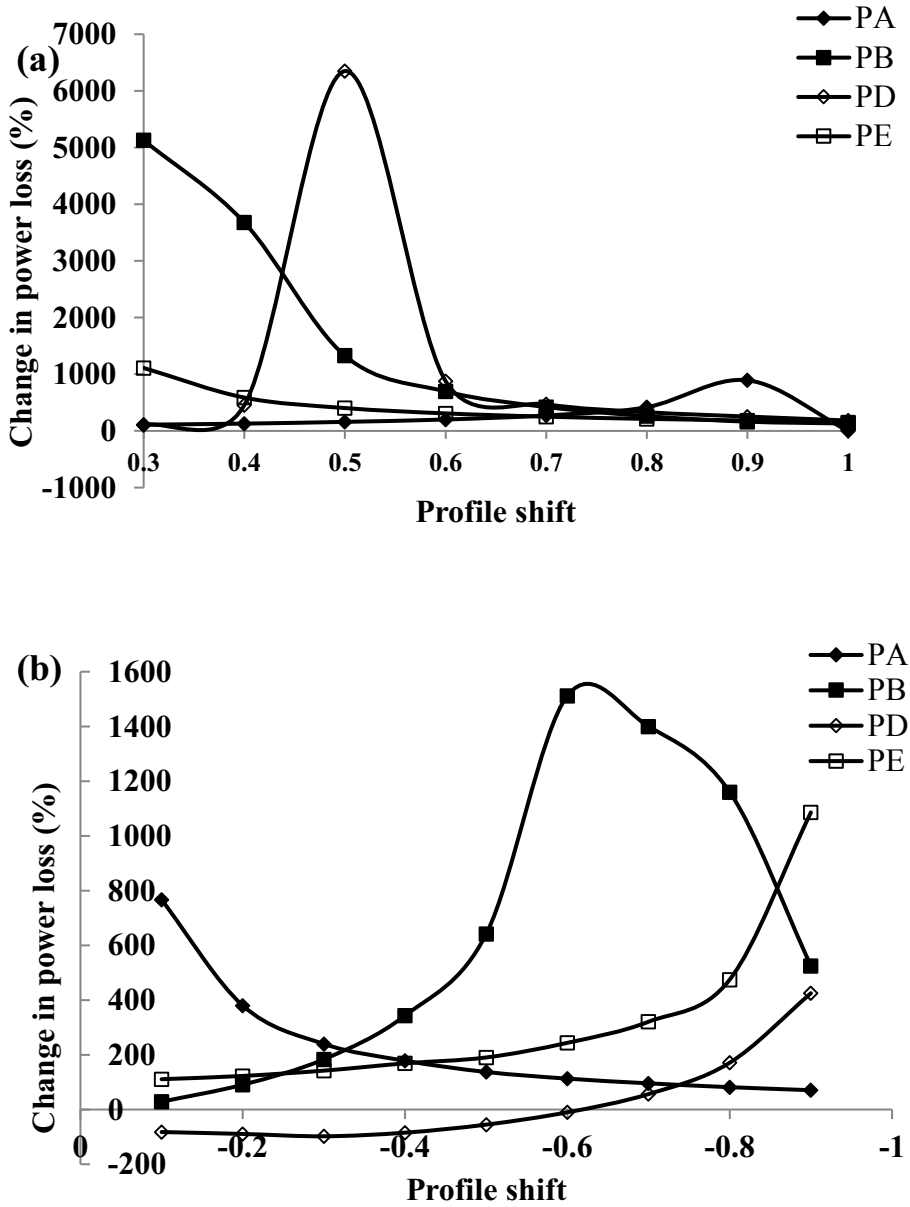 (a)
Change in power loss (%)
7000
6000
5000
4000
3000
2000
1000
0
-1000
0.3 0.4 0.5 0.6 0.7 0.8 0.9 1
Profile shift
PA
PB
PD
PE
(b)
Change in power loss (%)
1600
1400
1200
1000
800
600
400
200
0
-200
0 -0.2 -0.4 -0.6 -0.8 -1
Profile shift
PA
PB
PD
PE